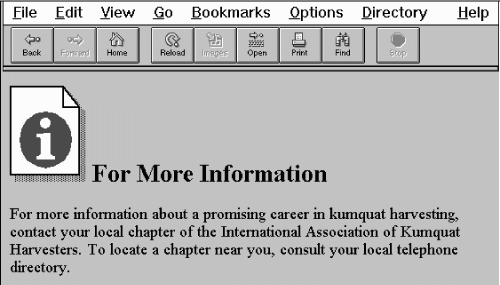 File Edit View Go Bookmarks Options Directory Help
Back Forward Home Reload Images Open Print Find Stop
i
For More Information
For more information about a promising career in kumquat harvesting,
contact your local chapter of the International Association of Kumquat
Harvesters. To locate a chapter near you, consult your local telephone
directory.